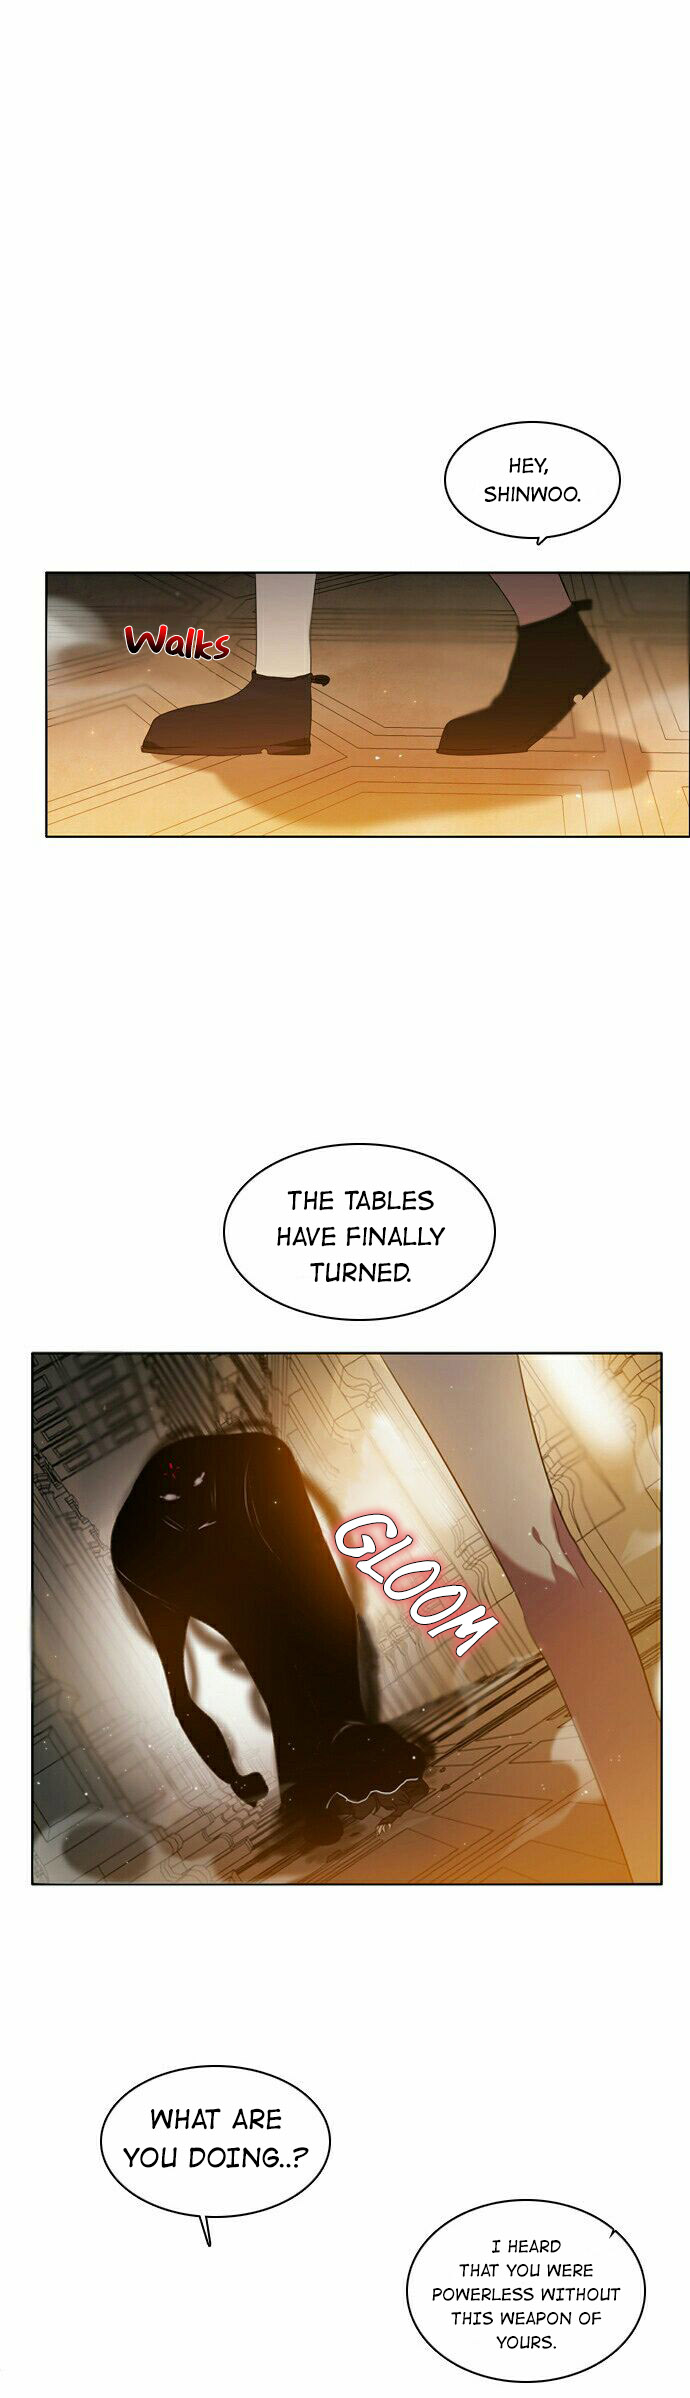 HEY,
SHINWOO.
Walks
THE TABLES
HAVE FINALLY
TURNED.
GLOOM
WHAT ARE
YOU DOING..?
I HEARD
THAT YOU WERE
POWERLESS WITHOUT
THIS WEAPON OF
YOURS.